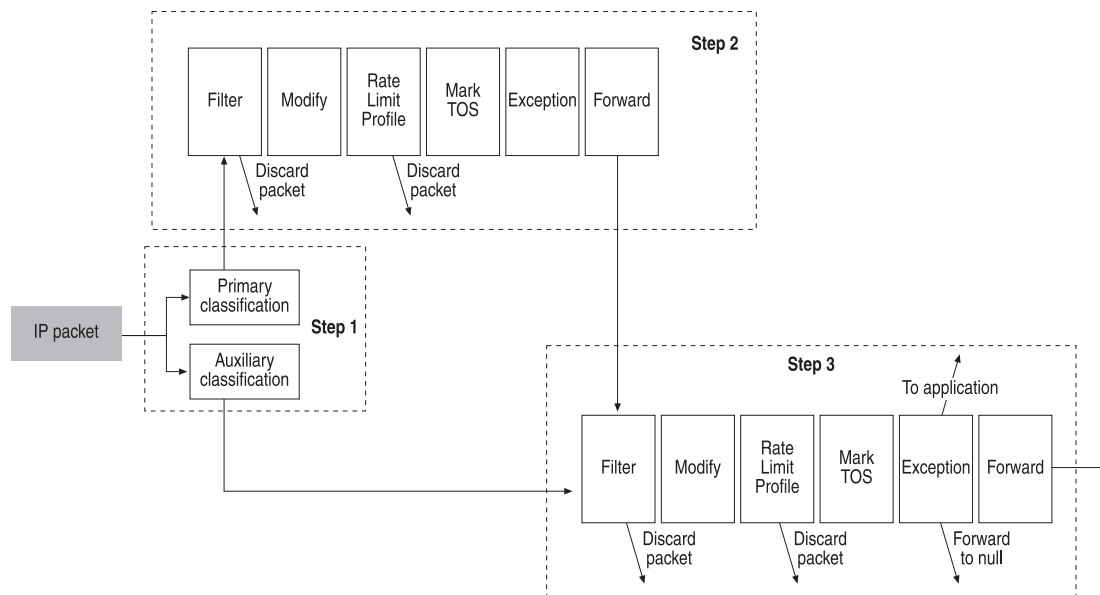 Step 2
Filter
Modify
Rate
Limit
Profile
Mark
TOS
Exception
Forward
Discard
packet
Discard
packet
IP packet
Primary
classification
Step 1
Auxiliary
classification
Step 3
To application
Filter
Modify
Rate
Limit
Profile
Mark
TOS
Exception
Forward
Discard
packet
Discard
packet
Forward
to null